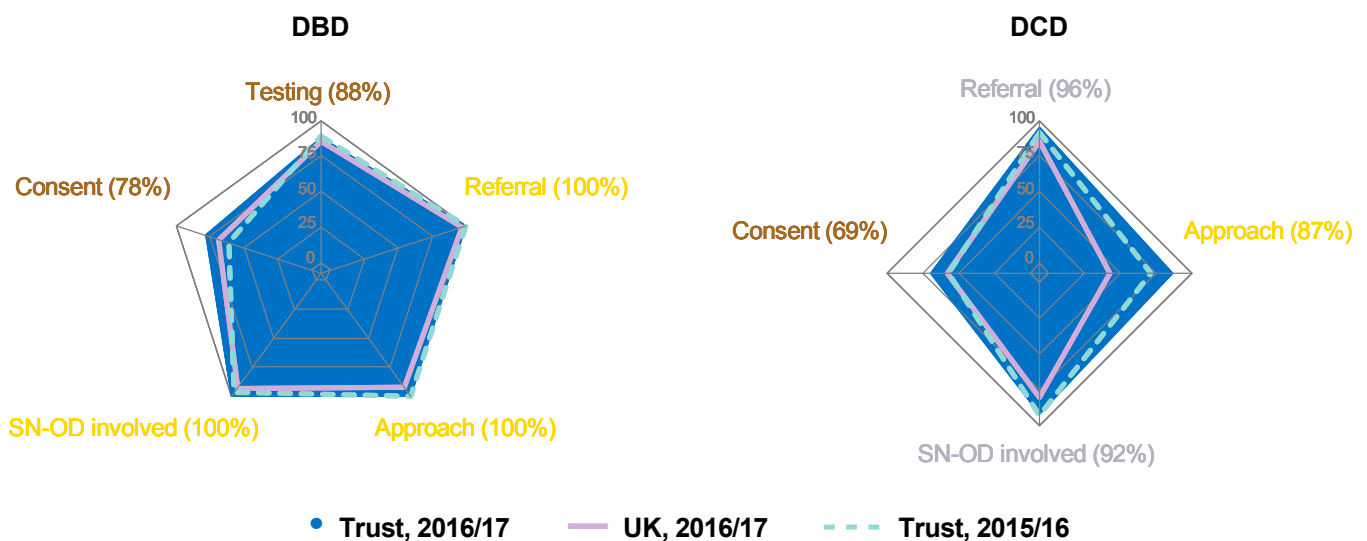 DBD
Testing (88%)
100
75
50
25
0
Consent (78%)
Referral (100%)
SN-OD involved (100%)
Approach (100%)
DCD
Referral (96%)
100
75
50
25
0
Consent (69%)
Approach (87%)
SN-OD involved (92%)
Trust, 2016/17
UK, 2016/17
Trust, 2015/16